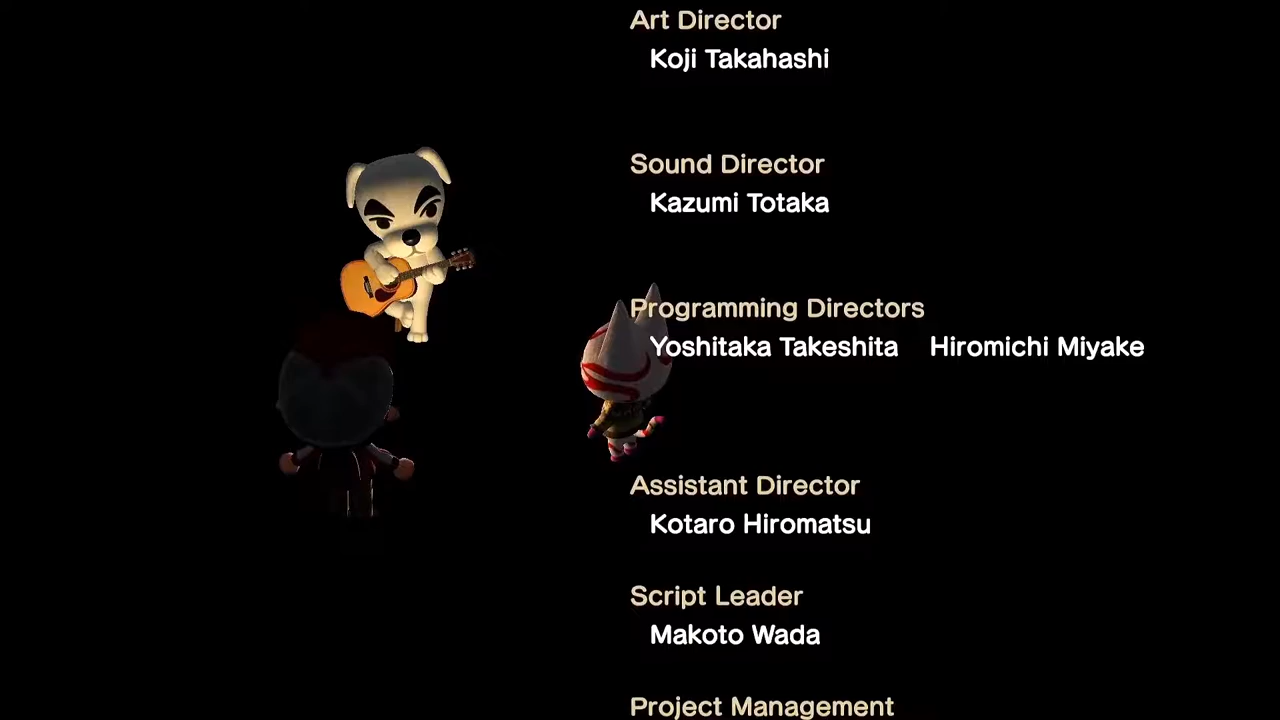 Art Director
Koji Takahashi
Sound Director
Kazumi Totaka
Programming Directors
Yoshitaka Takeshita Hiromichi Miyake
Assistant Director
Kotaro Hiromatsu
Script Leader
Makoto Wada
Project Management